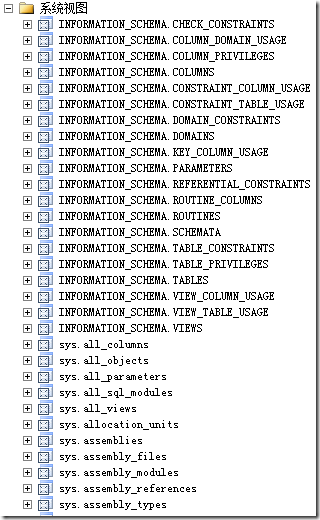 系统视图
INFORMATION_SCHEMA.CHECK_CONSTRAINTS
INFORMATION_SCHEMA.COLUMN_DOMAIN_USAGE
INFORMATION_SCHEMA.COLUMN_PRIVILEGES
INFORMATION_SCHEMA.COLUMNS
INFORMATION_SCHEMA.CONSTRAINT_COLUMN_USAGE
INFORMATION_SCHEMA.CONSTRAINT_TABLE_USAGE
INFORMATION_SCHEMA.DOMAIN_CONSTRAINTS
INFORMATION_SCHEMA.DOMAINS
INFORMATION_SCHEMA.KEY_COLUMN_USAGE
INFORMATION_SCHEMA.PARAMETERS
INFORMATION_SCHEMA.REFERENTIAL_CONSTRAINTS
INFORMATION_SCHEMA.ROUTINE_COLUMNS
INFORMATION_SCHEMA.ROUTINES
INFORMATION_SCHEMA.SCHEMATA
INFORMATION_SCHEMA.TABLE_CONSTRAINTS
INFORMATION_SCHEMA.TABLE_PRIVILEGES
INFORMATION_SCHEMA.TABLES
INFORMATION_SCHEMA.VIEW_COLUMN_USAGE
INFORMATION_SCHEMA.VIEW_TABLE_USAGE
INFORMATION_SCHEMA.VIEWS
sys.all_columns
sys.all_objects
sys.all_parameters
sys.all_sql_modules
sys.all_views
sys.allocation_units
sys.assemblies
sys.assembly_files
sys.assembly_modules
sys.assembly_references
sys.assembly_types